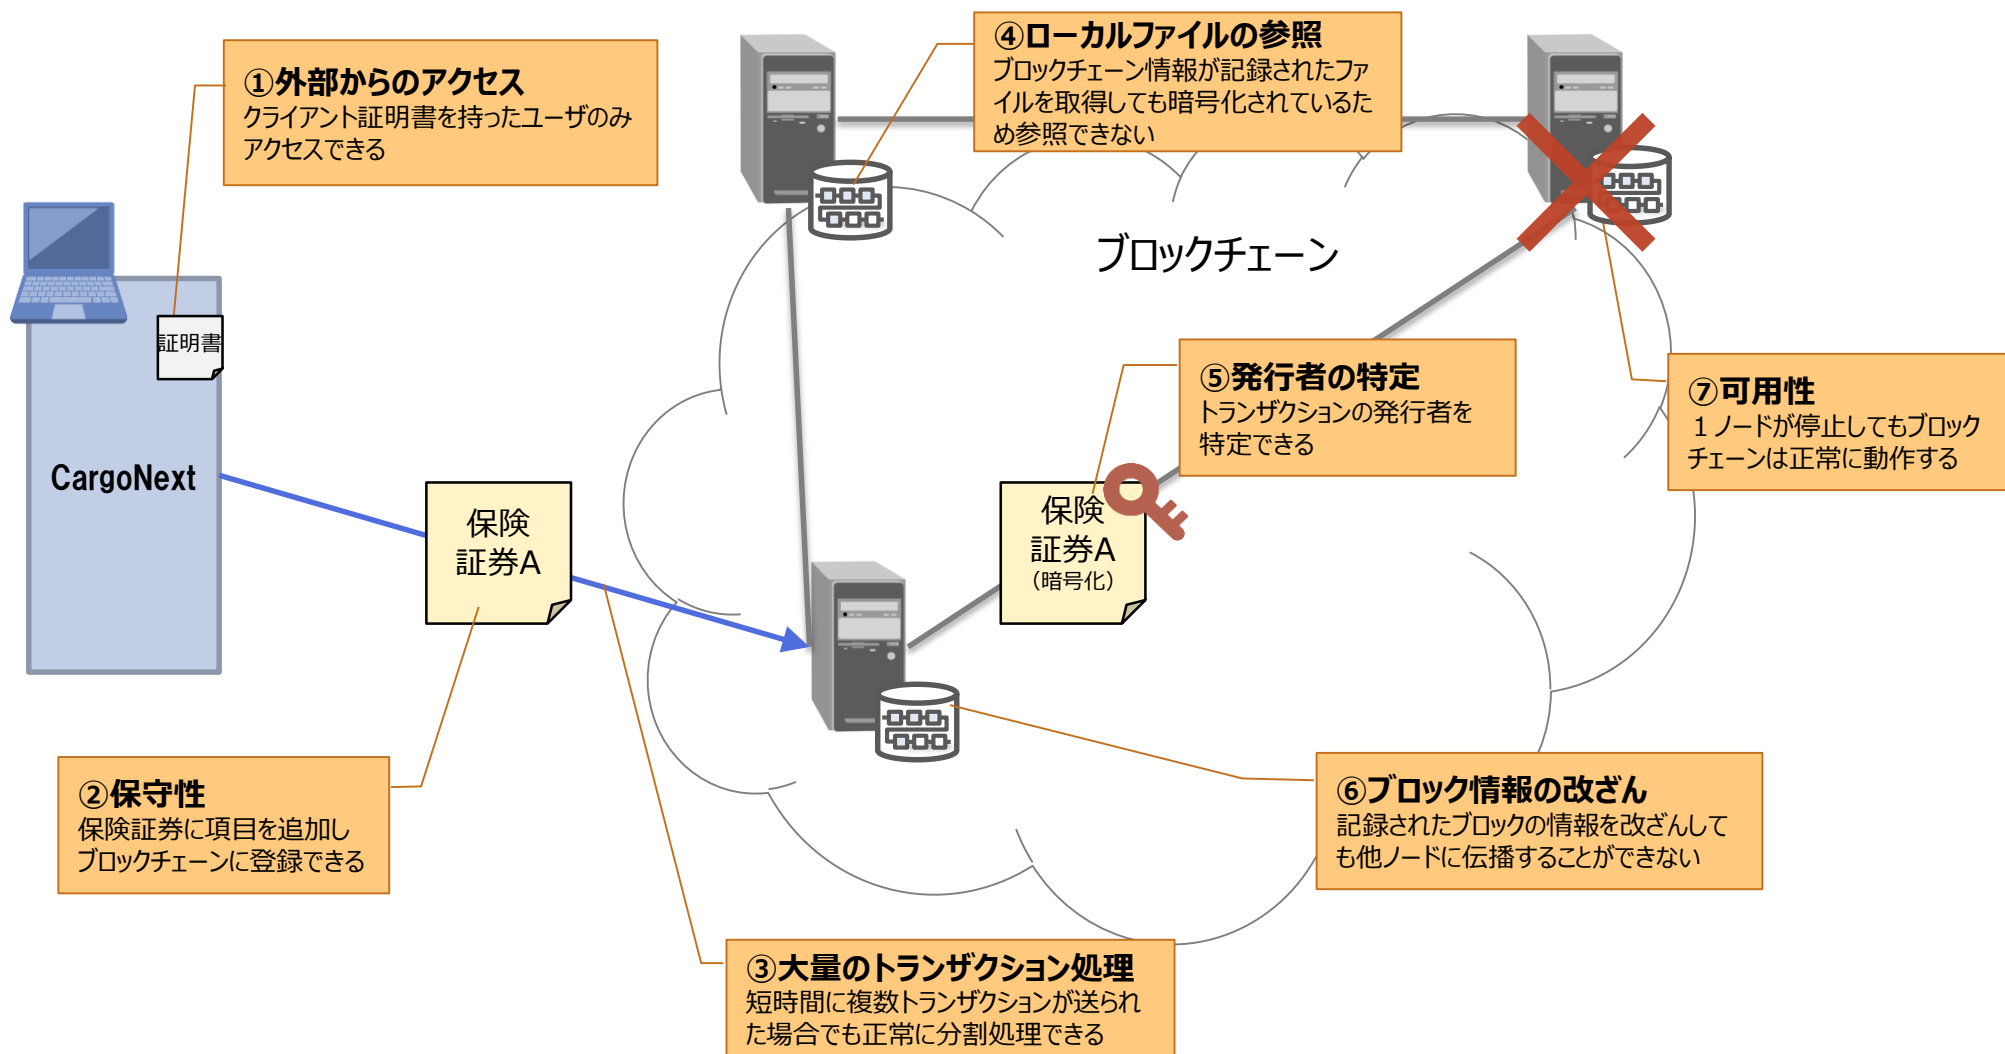 ①外部からのアクセス
クライアント証明書を持ったユーザのみ
アクセスできる
④ローカルファイルの参照
ブロックチェーン情報が記録されたファ
イルを取得しても暗号化されているた
め参照できない
ブロックチェーン
証明書
CargoNext
保険
証券A
保険
証券A
（暗号化）
⑤発行者の特定
トランザクションの発行者を
特定できる
⑦可用性
１ノードが停止してもブロック
チェーンは正常に動作する
②保守性
保険証券に項目を追加し
ブロックチェーンに登録できる
⑥ブロック情報の改ざん
記録されたブロックの情報を改ざんして
も他ノードに伝播することができない
③大量のトランザクション処理
短時間に複数トランザクションが送られ
た場合でも正常に分割処理できる